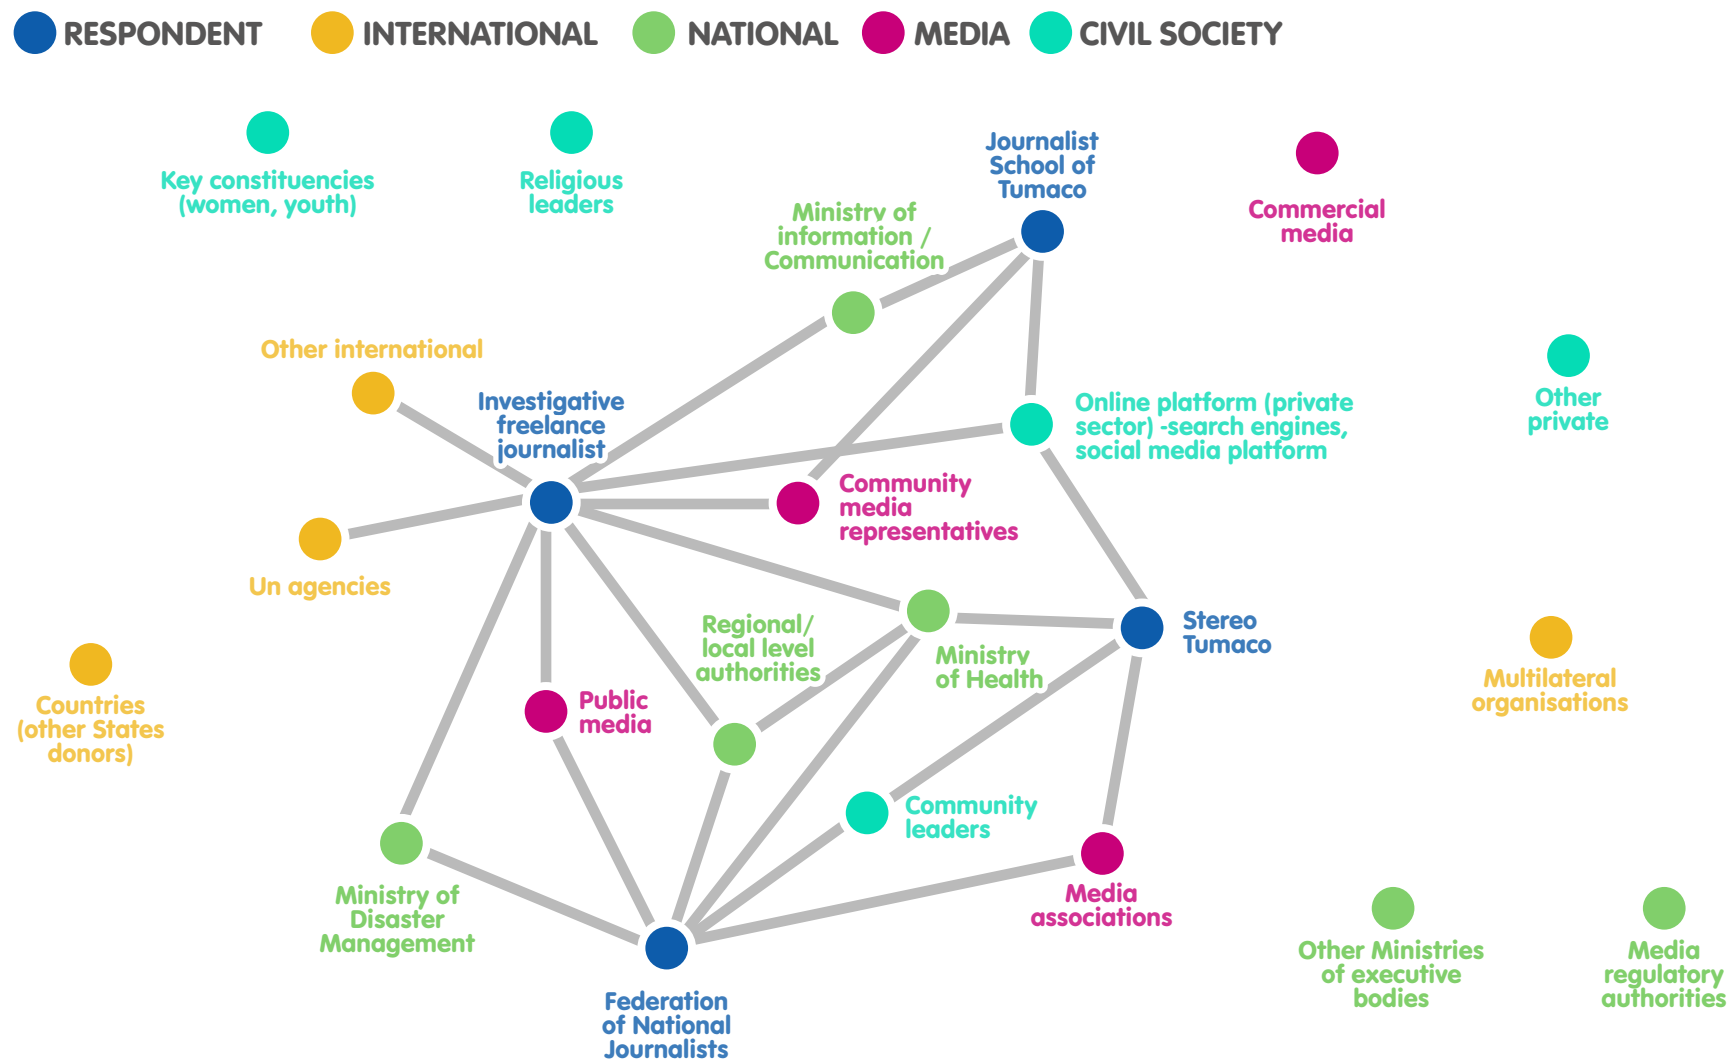 RESPONDENT INTERNATIONAL NATIONAL MEDIA CIVIL SOCIETY
Key constituencies
(women, youth)
Religious
leaders
Journalist
School of
Tumaco
Commercial
media
Ministry of
information /
Communication
Other international
Investigative
freelance
journalist
Online platform (private
sector) -search engines,
social media platform
Other
private
Community
media
representatives
Un agencies
Regional/
local level
authorities
Ministry
of Health
Stereo
Tumaco
Countries
(other States
donors)
Public
media
Multilateral
organisations
Community
leaders
Ministry of
Disaster
Management
Media
associations
Other Ministries
of executive
bodies
Media
regulatory
authorities
Federation
of National
Journalists